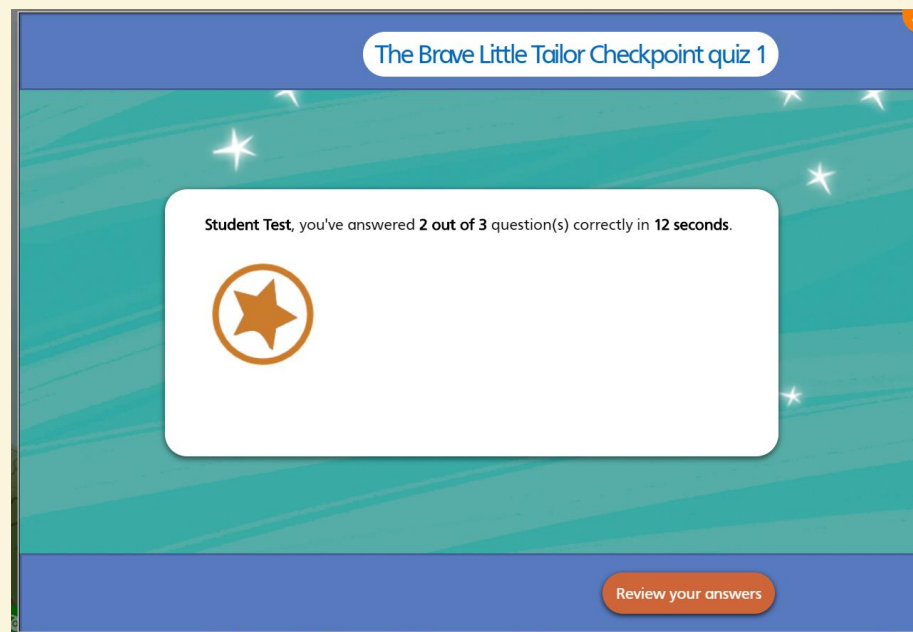 The Brave Little Tailor Checkpoint quiz 1
Student Test, you've answered 2 out of 3 question(s) correctly in 12 seconds.
Review your answers